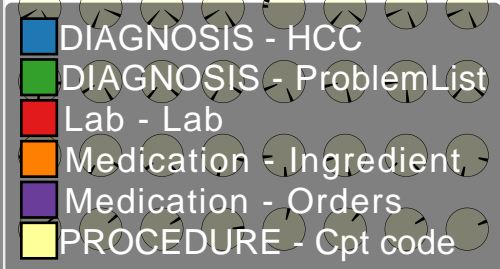 DIAGNOSIS - HCC
DIAGNOSIS - ProblemList
Lab - Lab
Medication - Ingredient
Medication - Orders
PROCEDURE - Cpt code